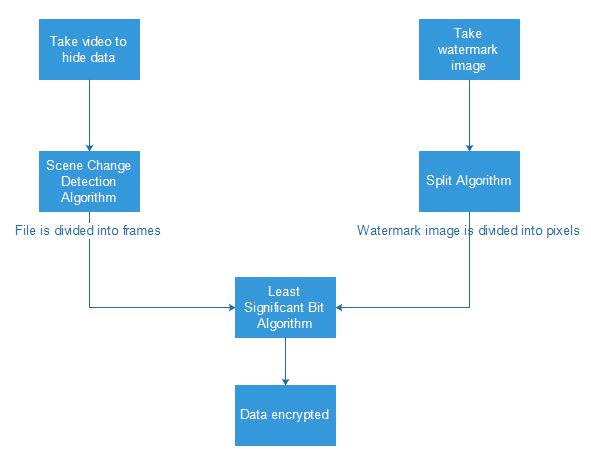 Take video to
hide data
Take
watermark
image
Scene Change
Detection
Algorithm
Split Algorithm
File is divided into frames
Watermark image is divided into pixels
Least
Significant Bit
Algorithm
Data encrypted